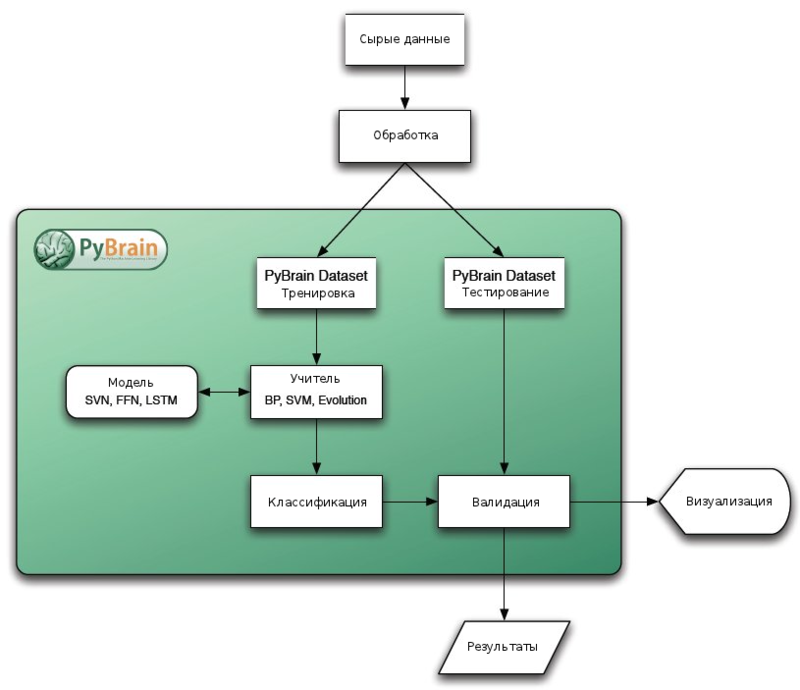 Сырые данные
Обработка
PyBrain
PyBrain Dataset
Тренировка
PyBrain Dataset
Тестирование
Модель
SVN, FFN, LSTM
Учитель
BP, SVM, Evolution
Классификация
Валидация
Визуализация
Результаты